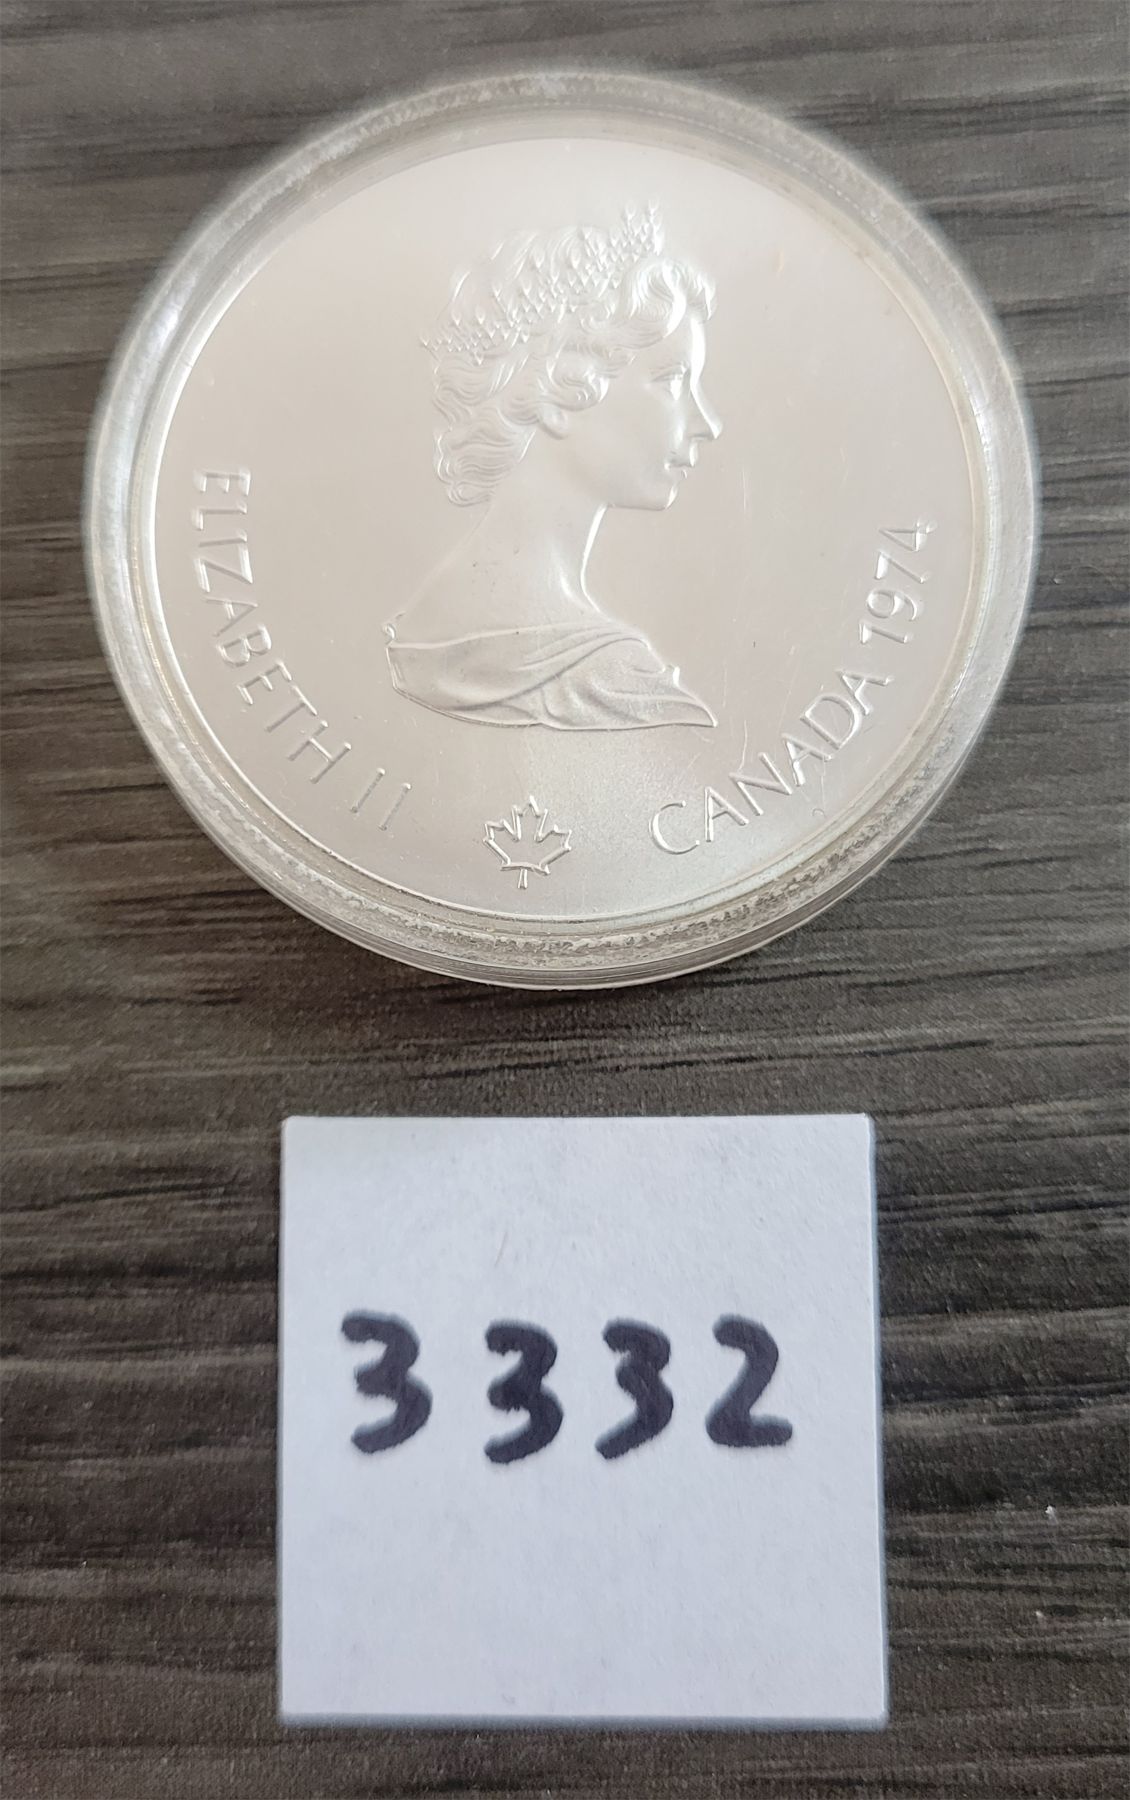 ELIZABETH II
CANADA 1974
3332